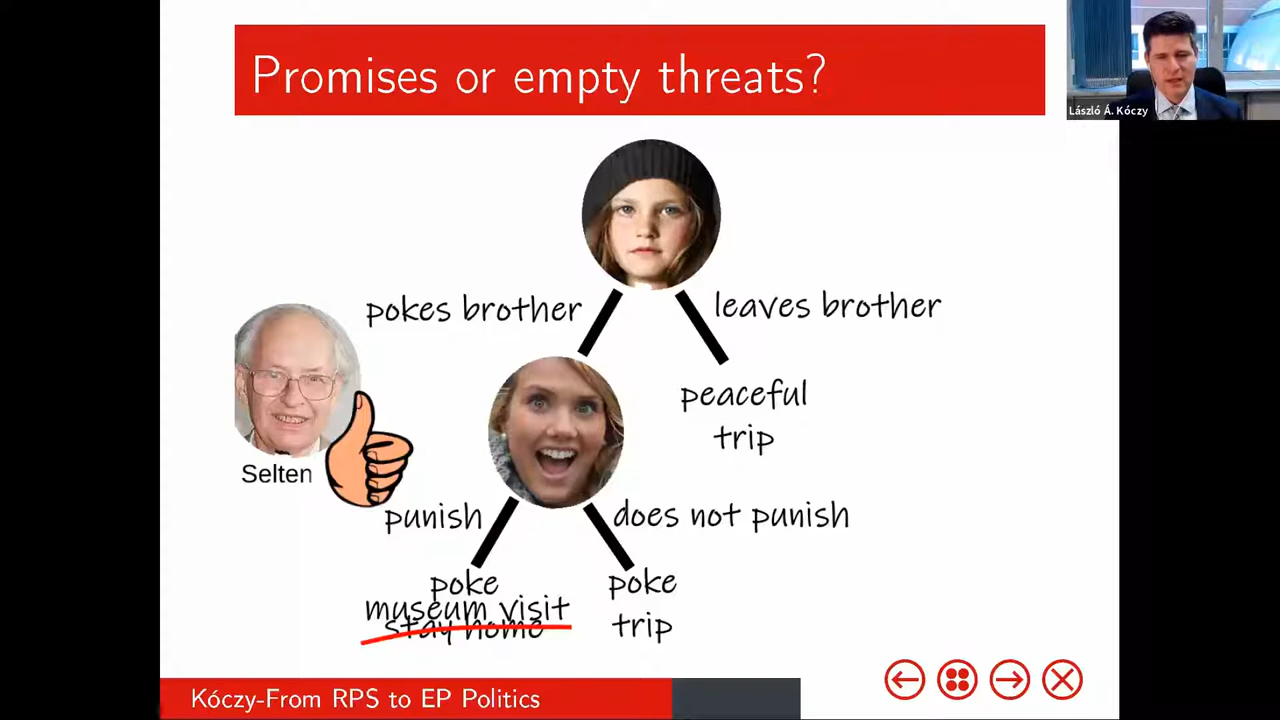 Promises or empty threats?
László Á. Kóczy
pokes brother
leaves brother
peaceful
trip
Selten
punish
does not punish
poke
museum visit
stay home
poke
trip
Kóczy-From RPS to EP Politics